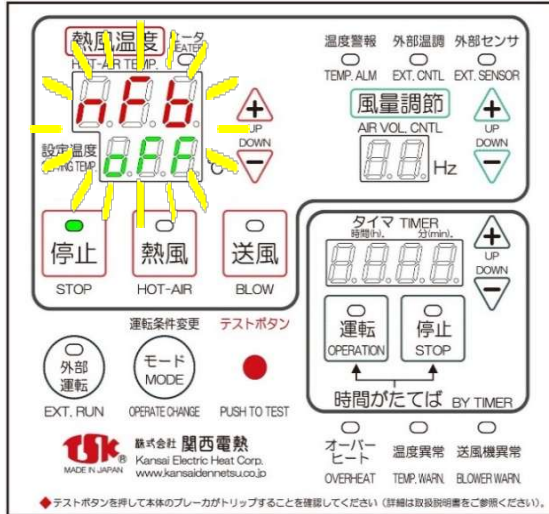 熱風温度
ヒータ
HEATER
HOT-AIR TEMP.
nFb
設定温度
oFF
℃
+
UP
DOWN
−
停止
STOP
熱風
HOT-AIR
送風
BLOW
温度警報
TEMP. ALM
外部温調
EXT. CNTL
外部センサ
EXT. SENSOR
風量調節
AIR VOL. CNTL
8.8.
Hz
+
UP
DOWN
−
タイマ TIMER
時間(h).
分(min).
8.8.8.8
+
UP
DOWN
−
運転
OPERATION
停止
STOP
時間がたてば BY TIMER
外部
運転
EXT. RUN
運転条件変更
モード
MODE
OPERATE CHANGE
テストボタン
PUSH TO TEST
オーバー
ヒート
OVERHEAT
温度異常
TEMP. WARN.
送風機異常
BLOWER WARN.
TSK
®
MADE IN JAPAN
株式会社 関西電熱
Kansai Electric Heat Corp.
www.kansaidennetsu.co.jp
◆テストボタンを押して本体のブレーカがトリップすることを確認してください(詳細は取扱説明書をご参照ください)。